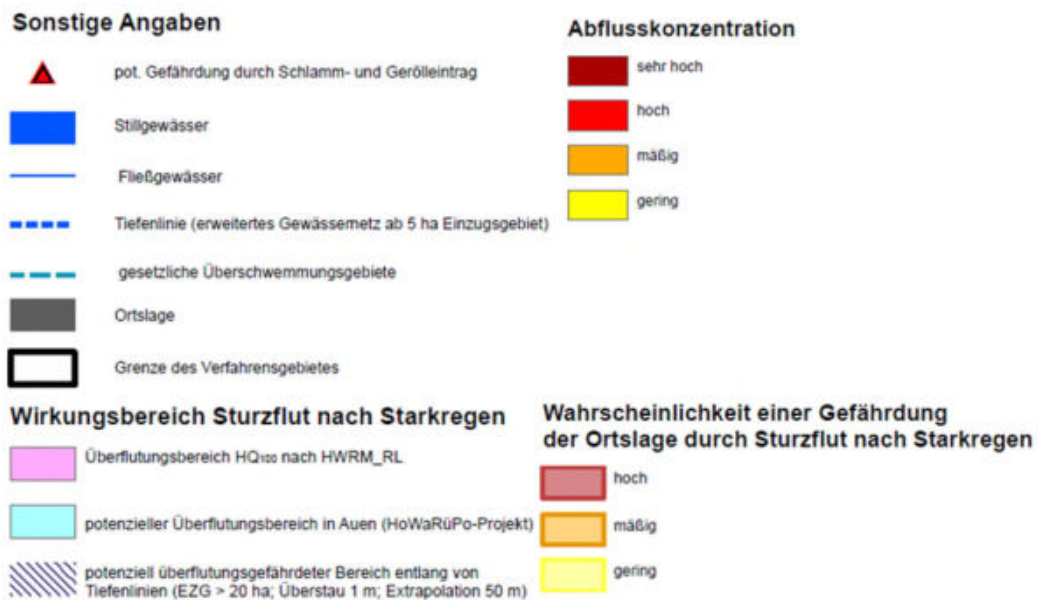 Sonstige Angaben
pot. Gefährdung durch Schlamm- und Gerölleintrag
Stillgewässer
Fließgewässer
Tiefenlinie (erweitertes Gewässernetz ab 5 ha Einzugsgebiet)
gesetzliche Überschwemmungsgebiete
Ortslage
Grenze des Verfahrensgebietes
Abflusskonzentration
sehr hoch
hoch
mäßig
gering
Wirkungsbereich Sturzflut nach Starkregen
Überflutungsbereich HQ₁₀₀ nach HWRM_RL
potenzieller Überflutungsbereich in Auen (HoWaRüPo-Projekt)
potenziell überflutungsgefährdeter Bereich entlang von
Tiefenlinien (EZG > 20 ha; Überstau 1 m; Extrapolation 50 m)
Wahrscheinlichkeit einer Gefährdung
der Ortslage durch Sturzflut nach Starkregen
hoch
mäßig
gering